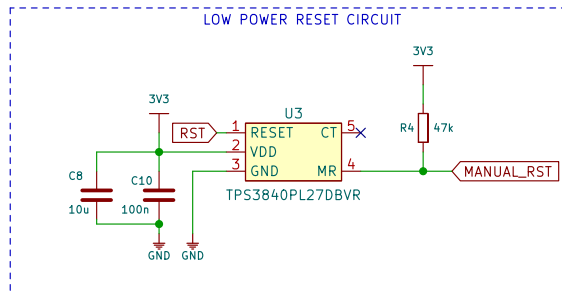 LOW POWER RESET CIRCUIT
3V3
3V3
U3
RST
1
RESET
CT
5
R4
47k
2
VDD
3
GND
MR
4
MANUAL_RST
C8
C10
TPS3840PL27DBVR
10u
100n
GND
GND